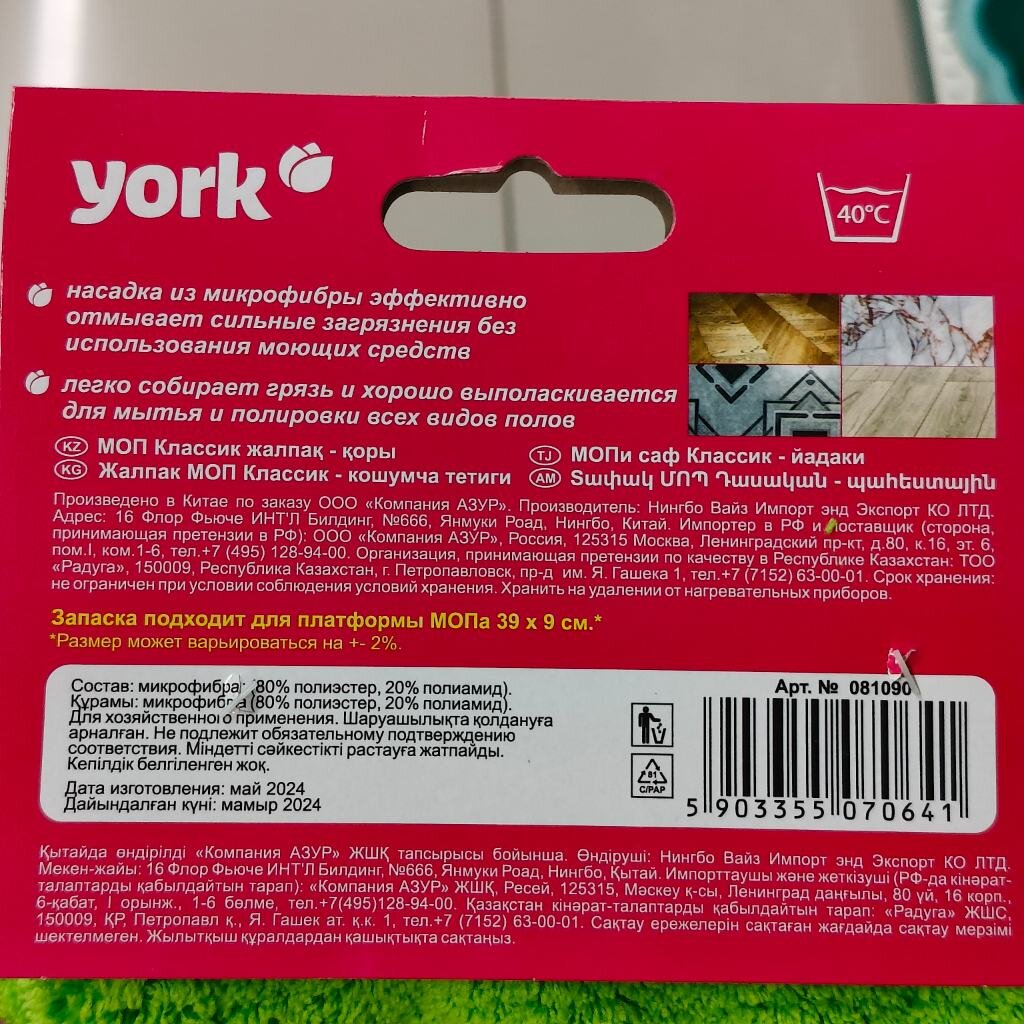 york
40°C
насадка из микрофибры эффективно
отмывает сильные загрязнения без
использования моющих средств
легко собирает грязь и хорошо выполаскивается
для мытья и полировки всех видов полов
KZ МОП Классик жалпақ - қоры
TJ МОПи саф Классик - йадаки
KG Жалпак МОП Классик - кошумча тетиги
AM Տափակ ՄՈՊ Դասական - պահեստային
Произведено в Китае по заказу ООО «Компания АЗУР». Производитель: Нингбо Вайз Импорт энд Экспорт КО ЛТД.
Адрес: 16 Флор Фьюче ИНТ'Л Билдинг, №666, Янмуки Роад, Нингбо, Китай. Импортер в РФ и поставщик (сторона,
принимающая претензии в РФ): ООО «Компания АЗУР», Россия, 125315 Москва, Ленинградский пр-кт, д.80, к.16, эт. 6,
пом.I, ком.1-6, тел.+7 (495) 128-94-00. Организация, принимающая претензии по качеству в Республике Казахстан: ТОО
«Радуга», 150009, Республика Казахстан, г. Петропавловск, пр-д им. Я. Гашека 1, тел.+7 (7152) 63-00-01. Срок хранения:
не ограничен при условии соблюдения условий хранения. Хранить на удалении от нагревательных приборов.
Запаска подходит для платформы МОПа 39 х 9 см.*
*Размер может варьироваться на +- 2%.
Состав: микрофибра (80% полиэстер, 20% полиамид).
Құрамы: микрофибра (80% полиэстер, 20% полиамид).
Для хозяйственного применения. Шаруашылықта қолдануға
арналған. Не подлежит обязательному подтверждению
соответствия. Міндетті сәйкестікті растауға жатпайды.
Кепілдік белгіленген жоқ.
Дата изготовления: май 2024
Дайындалған күні: мамыр 2024
Арт. № 081090
81
C/PAP
5 903355 070641
Қытайда өндірілді «Компания АЗУР» ЖШҚ тапсырысы бойынша. Өндіруші: Нингбо Вайз Импорт энд Экспорт КО ЛТД.
Мекен-жайы: 16 Флор Фьюче ИНТ'Л Билдинг, №666, Янмуки Роад, Нингбо, Қытай. Импорттаушы және жеткізуші (РФ-да кінәрат-
талаптарды қабылдайтын тарап): «Компания АЗУР» ЖШҚ, Ресей, 125315, Мәскеу қ-сы, Ленинград даңғылы, 80 үй, 16 корп.,
6-қабат, I орынж., 1-6 бөлме, тел.+7(495)128-94-00. Қазақстан кінәрат-талаптарды қабылдайтын тарап: «Радуга» ЖШС,
150009, ҚР, Петропавл қ., Я. Гашек ат. қ.к. 1, тел.+7 (7152) 63-00-01. Сақтау ережелерін сақтаған жағдайда сақтау мерзімі
шектелмеген. Жылытқыш құралдардан қашықтықта сақтаңыз.